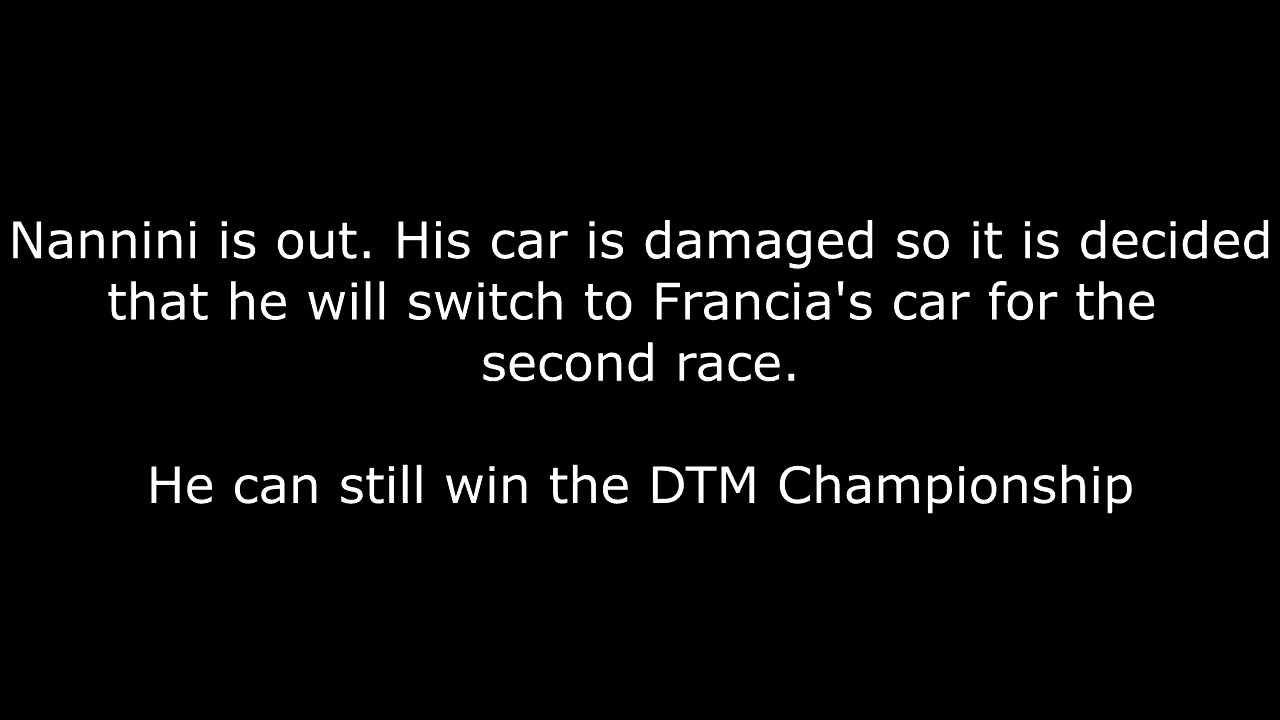 Nannini is out. His car is damaged so it is decided
that he will switch to Francia's car for the
second race.
He can still win the DTM Championship